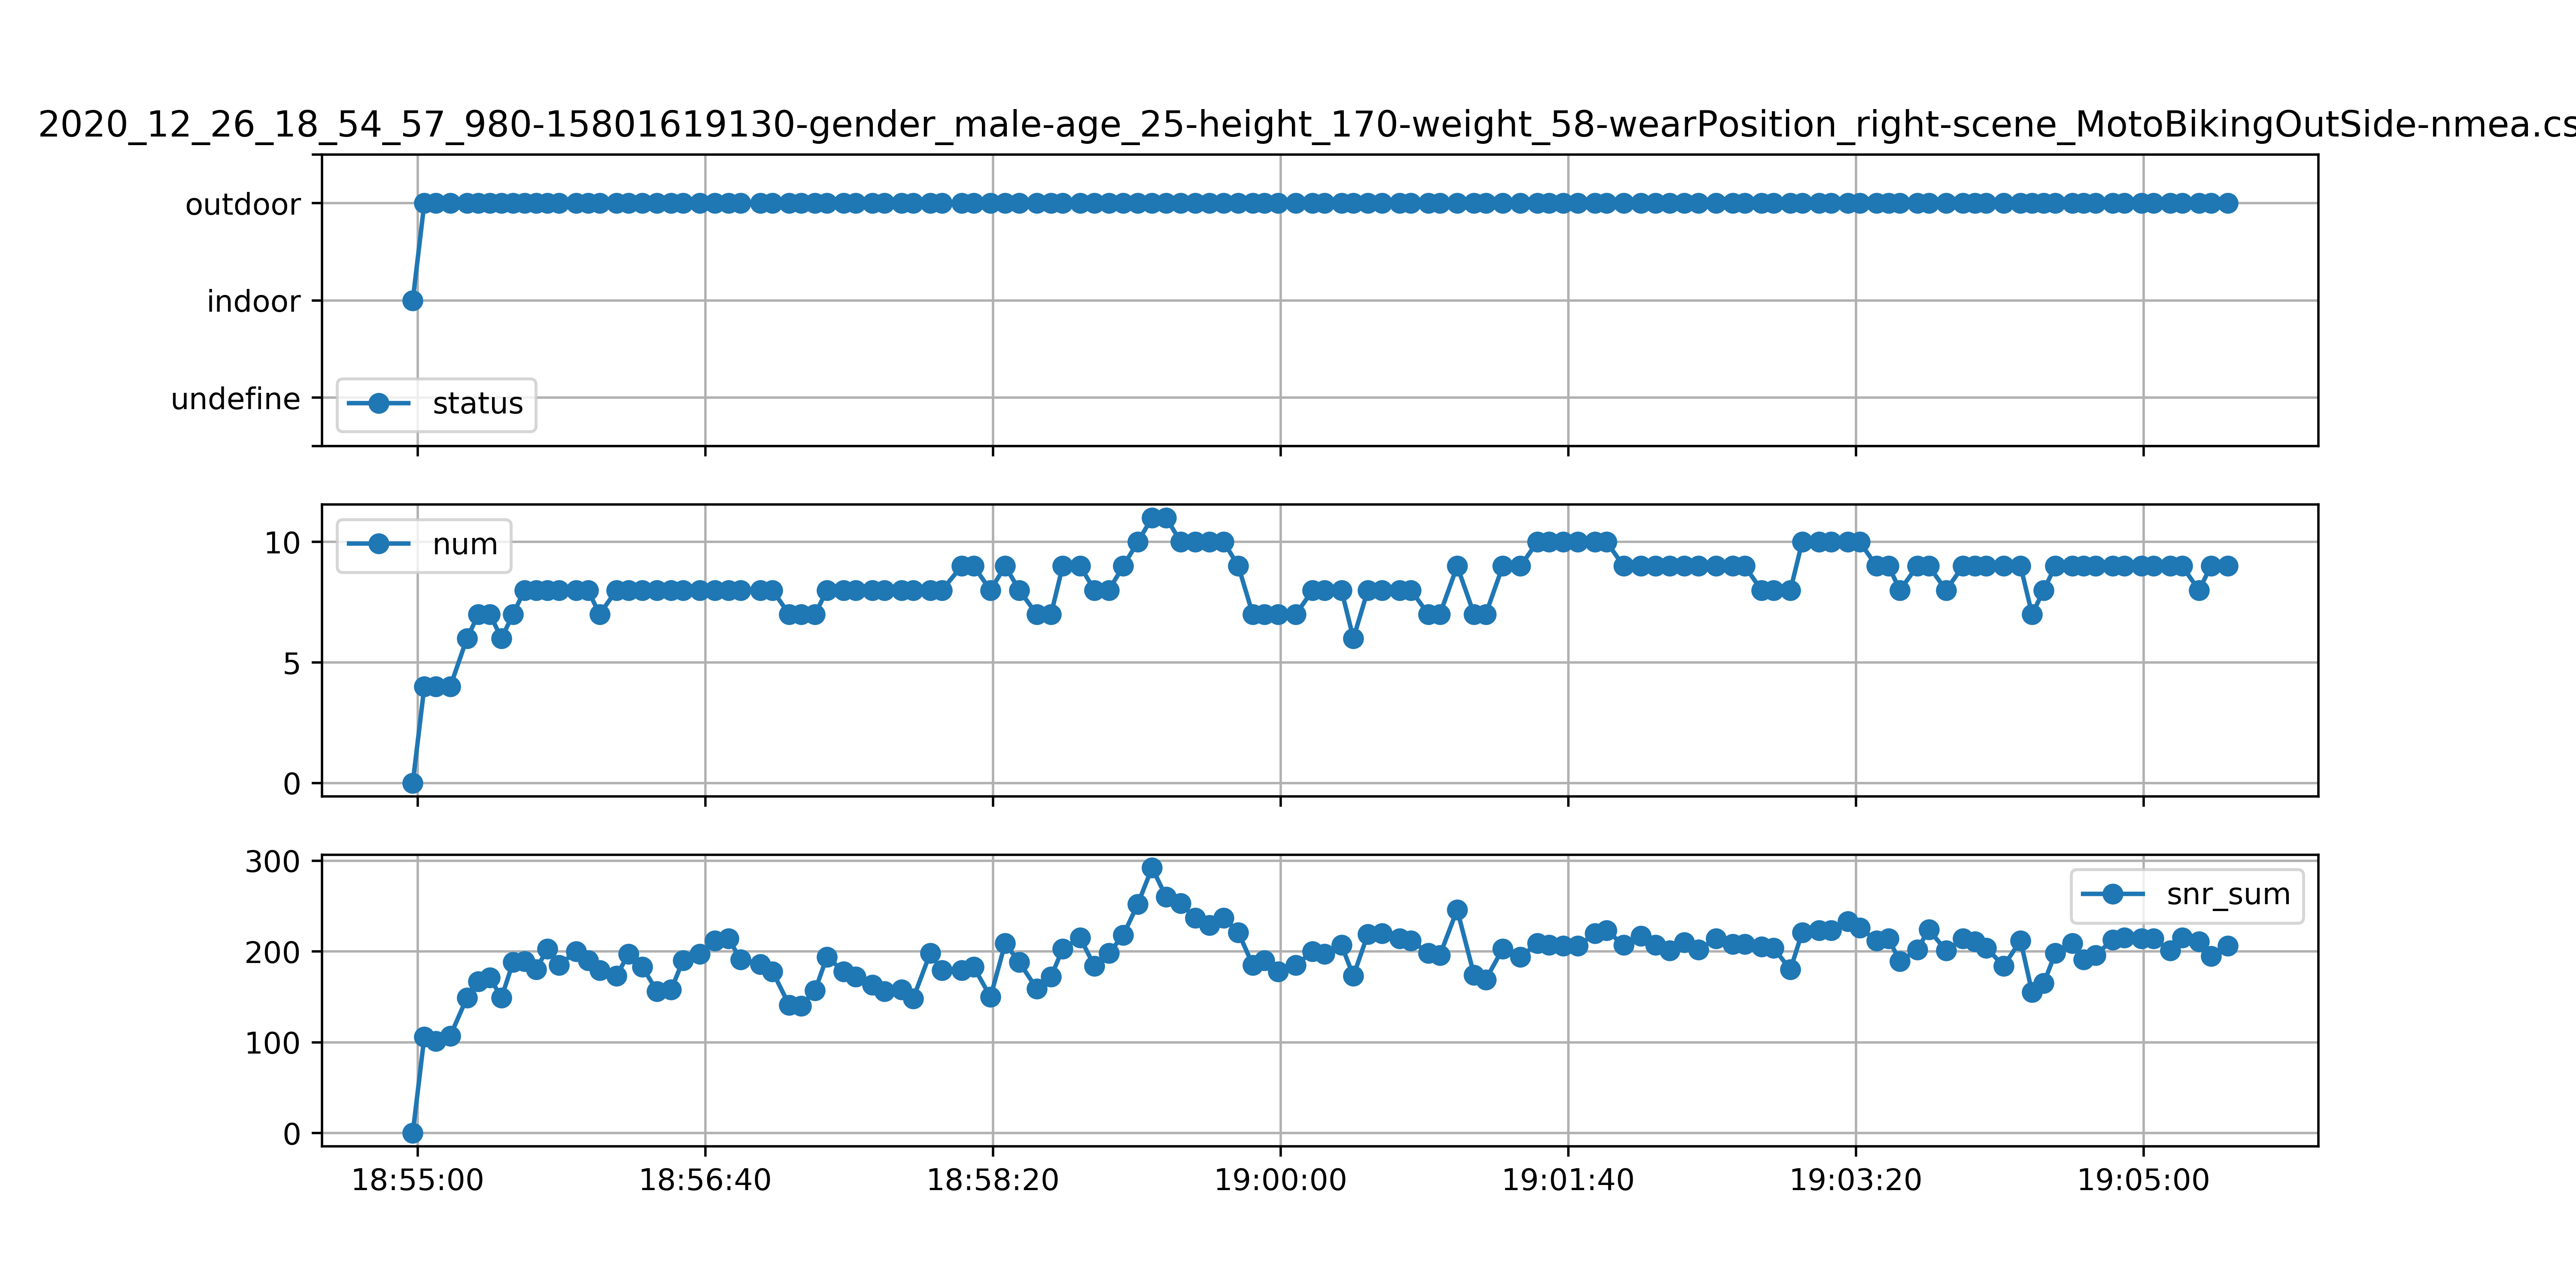 2020_12_26_18_54_57_980-15801619130-gender_male-age_25-height_170-weight_58-wearPosition_right-scene_MotoBikingOutSide-nmea.cs
outdoor
indoor
undefine
status
10
5
0
num
300
200
100
0
snr_sum
18:55:00 18:56:40 18:58:20 19:00:00 19:01:40 19:03:20 19:05:00